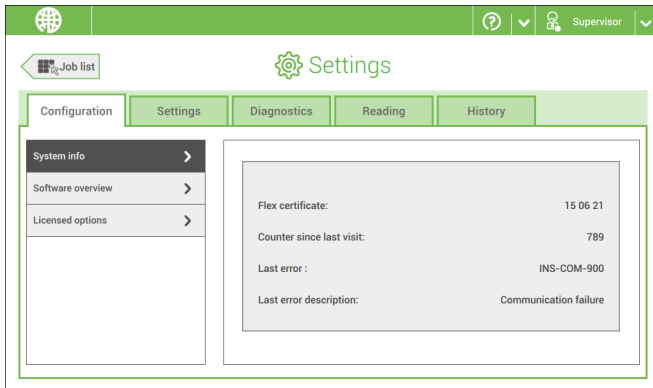 Supervisor
Job list
Settings
Configuration
Settings
Diagnostics
Reading
History
System info
Software overview
Licensed options
Flex certificate: 15 06 21
Counter since last visit: 789
Last error : INS-COM-900
Last error description: Communication failure